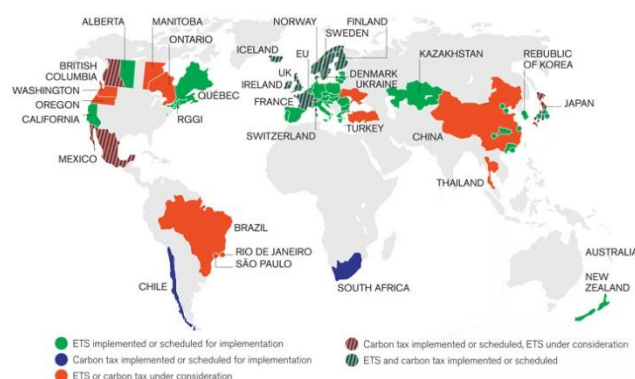 ALBERTA
MANITOBA
ONTARIO
BRITISH
COLUMBIA
WASHINGTON
OREGON
CALIFORNIA
QUÉBEC
RGGI
MEXICO
NORWAY
SWEDEN
FINLAND
ICELAND
EU
UK
IRELAND
FRANCE
DENMARK
UKRAINE
SWITZERLAND
TURKEY
KAZAKHSTAN
REPUBLIC
OF KOREA
JAPAN
CHINA
THAILAND
BRAZIL
RIO DE JANEIRO
SÃO PAULO
CHILE
SOUTH AFRICA
AUSTRALIA
NEW
ZEALAND
ETS implemented or scheduled for implementation
Carbon tax implemented or scheduled for implementation
ETS or carbon tax under consideration
Carbon tax implemented or scheduled, ETS under consideration
ETS and carbon tax implemented or scheduled